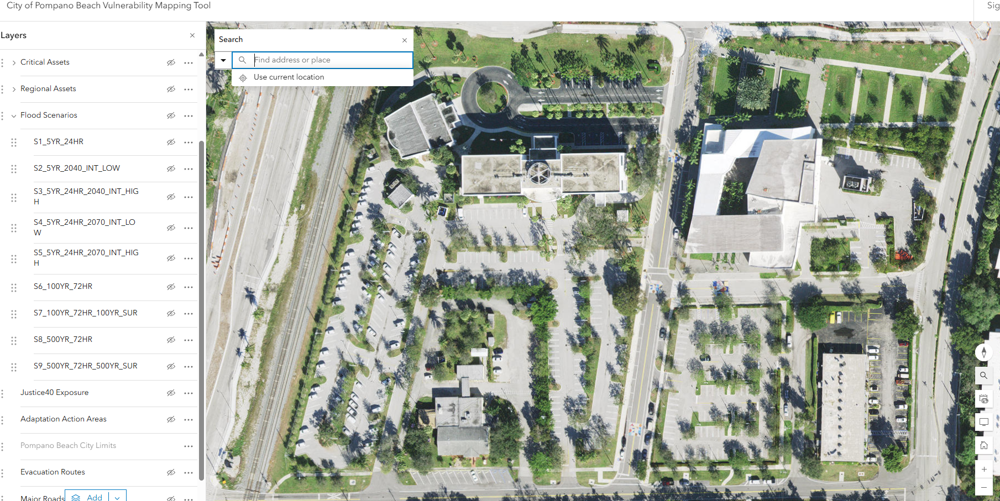 City of Pompano Beach Vulnerability Mapping Tool
Sig
Layers
Search
Find address or place
Use current location
Critical Assets
Regional Assets
Flood Scenarios
S1_5YR_24HR
S2_5YR_2040_INT_LOW
S3_5YR_24HR_2040_INT_HIG
H
S4_5YR_24HR_2070_INT_LO
W
S5_5YR_24HR_2070_INT_HIG
H
S6_100YR_72HR
S7_100YR_72HR_100YR_SUR
S8_500YR_72HR
S9_500YR_72HR_500YR_SUR
Justice40 Exposure
Adaptation Action Areas
Pompano Beach City Limits
Evacuation Routes
Major Roads
Add